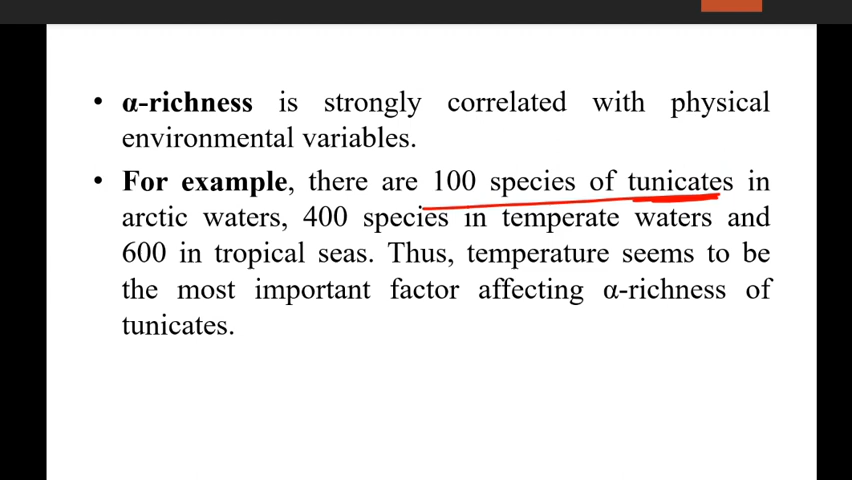 • α-richness is strongly correlated with physical
environmental variables.
• For example, there are 100 species of tunicates in
arctic waters, 400 species in temperate waters and
600 in tropical seas. Thus, temperature seems to be
the most important factor affecting α-richness of
tunicates.